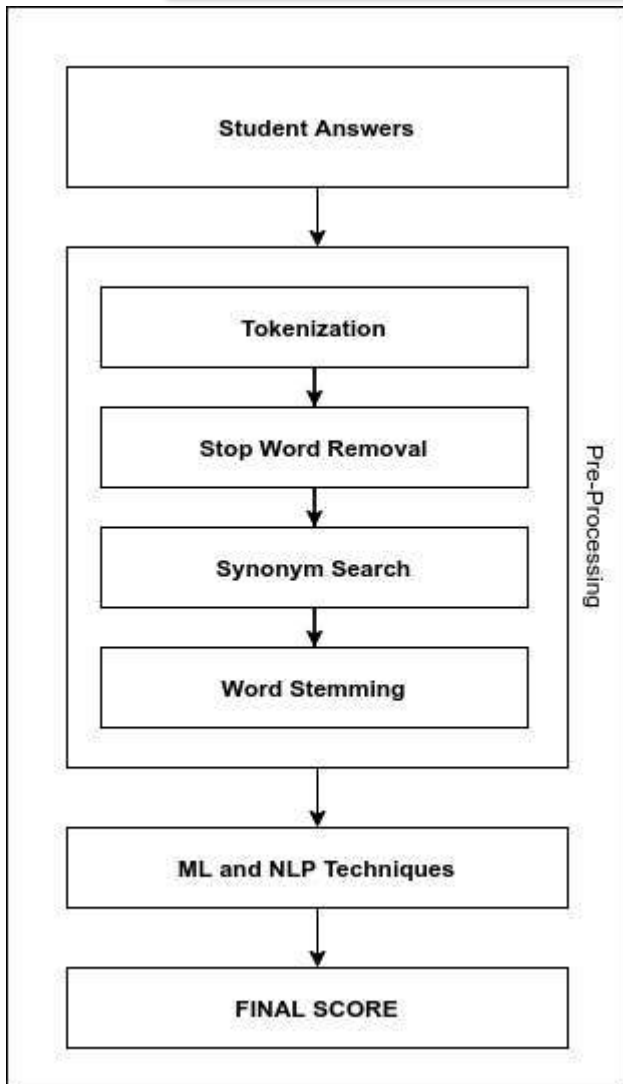 Student Answers
Tokenization
Stop Word Removal
Synonym Search
Word Stemming
Pre-Processing
ML and NLP Techniques
FINAL SCORE